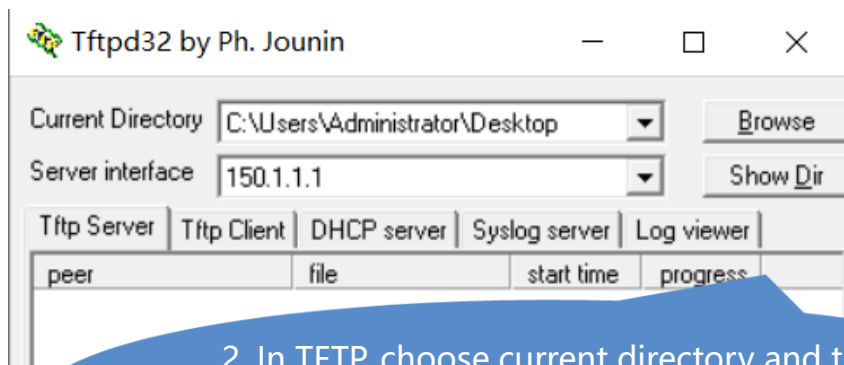 Tftpd32 by Ph. Jounin
Current Directory C:\Users\Administrator\Desktop Browse
Server interface 150.1.1.1 Show Dir
Tftp Server Tftp Client DHCP server Syslog server Log viewer
peer file start time progress
2. In TFTP, choose current directory and